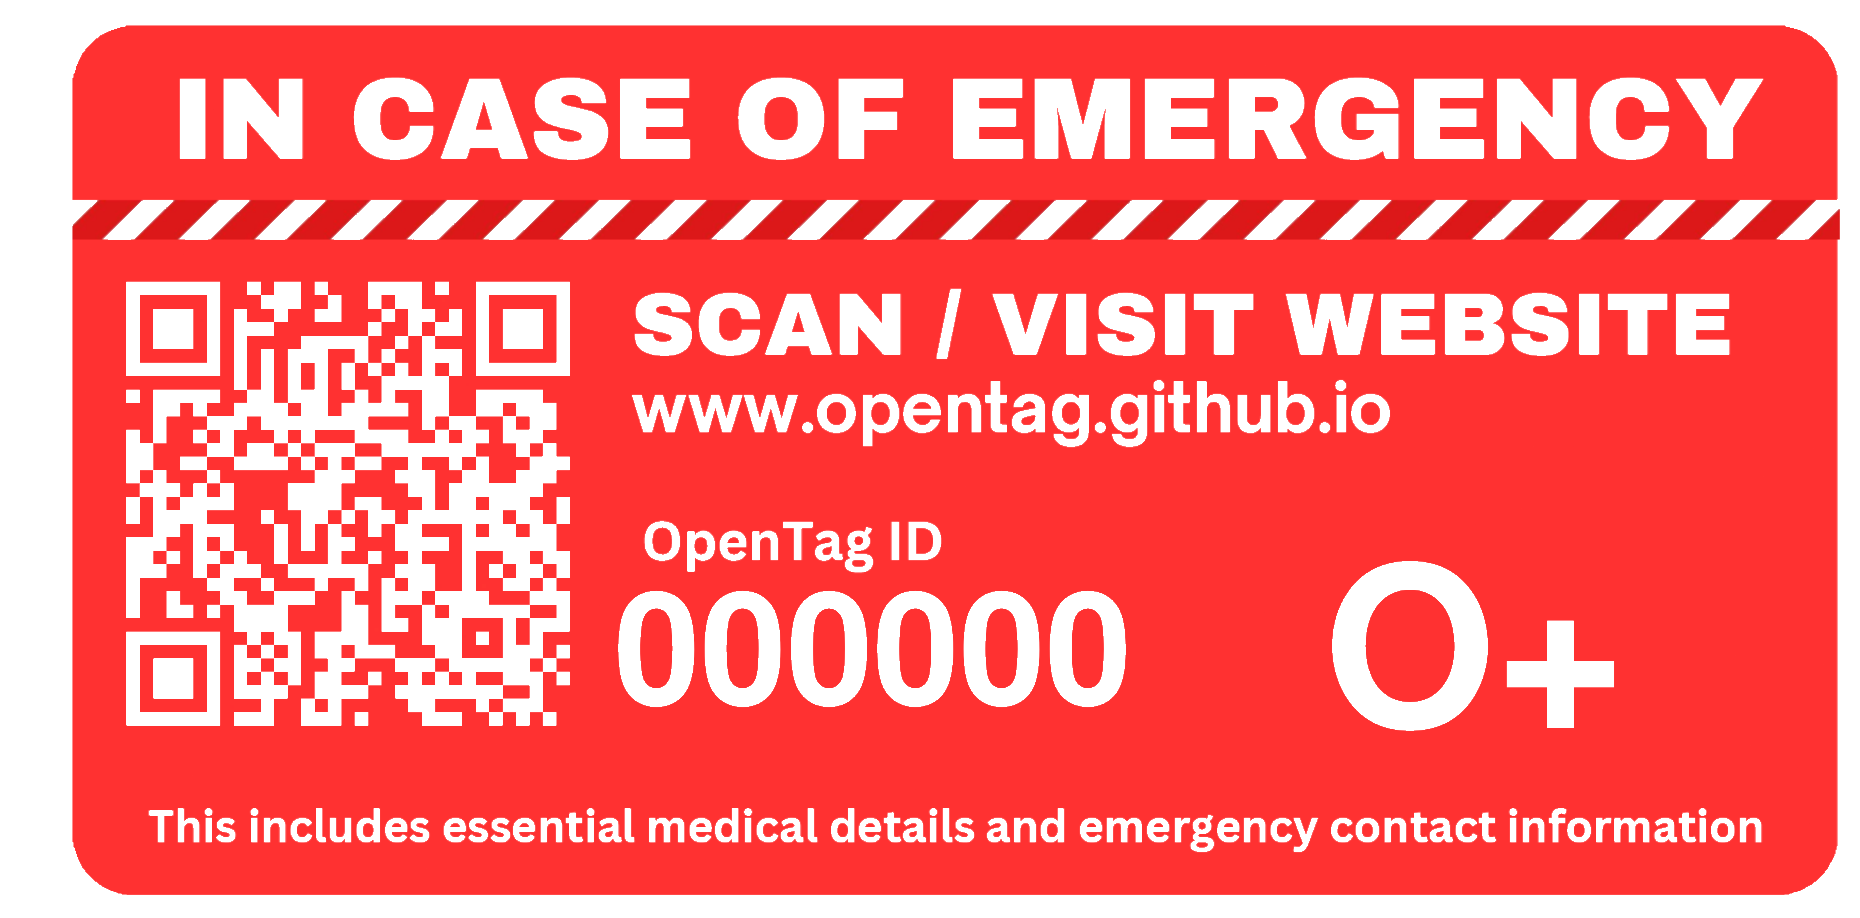 IN CASE OF EMERGENCY
SCAN / VISIT WEBSITE
www.opentag.github.io
OpenTag ID
000000
O+
This includes essential medical details and emergency contact information